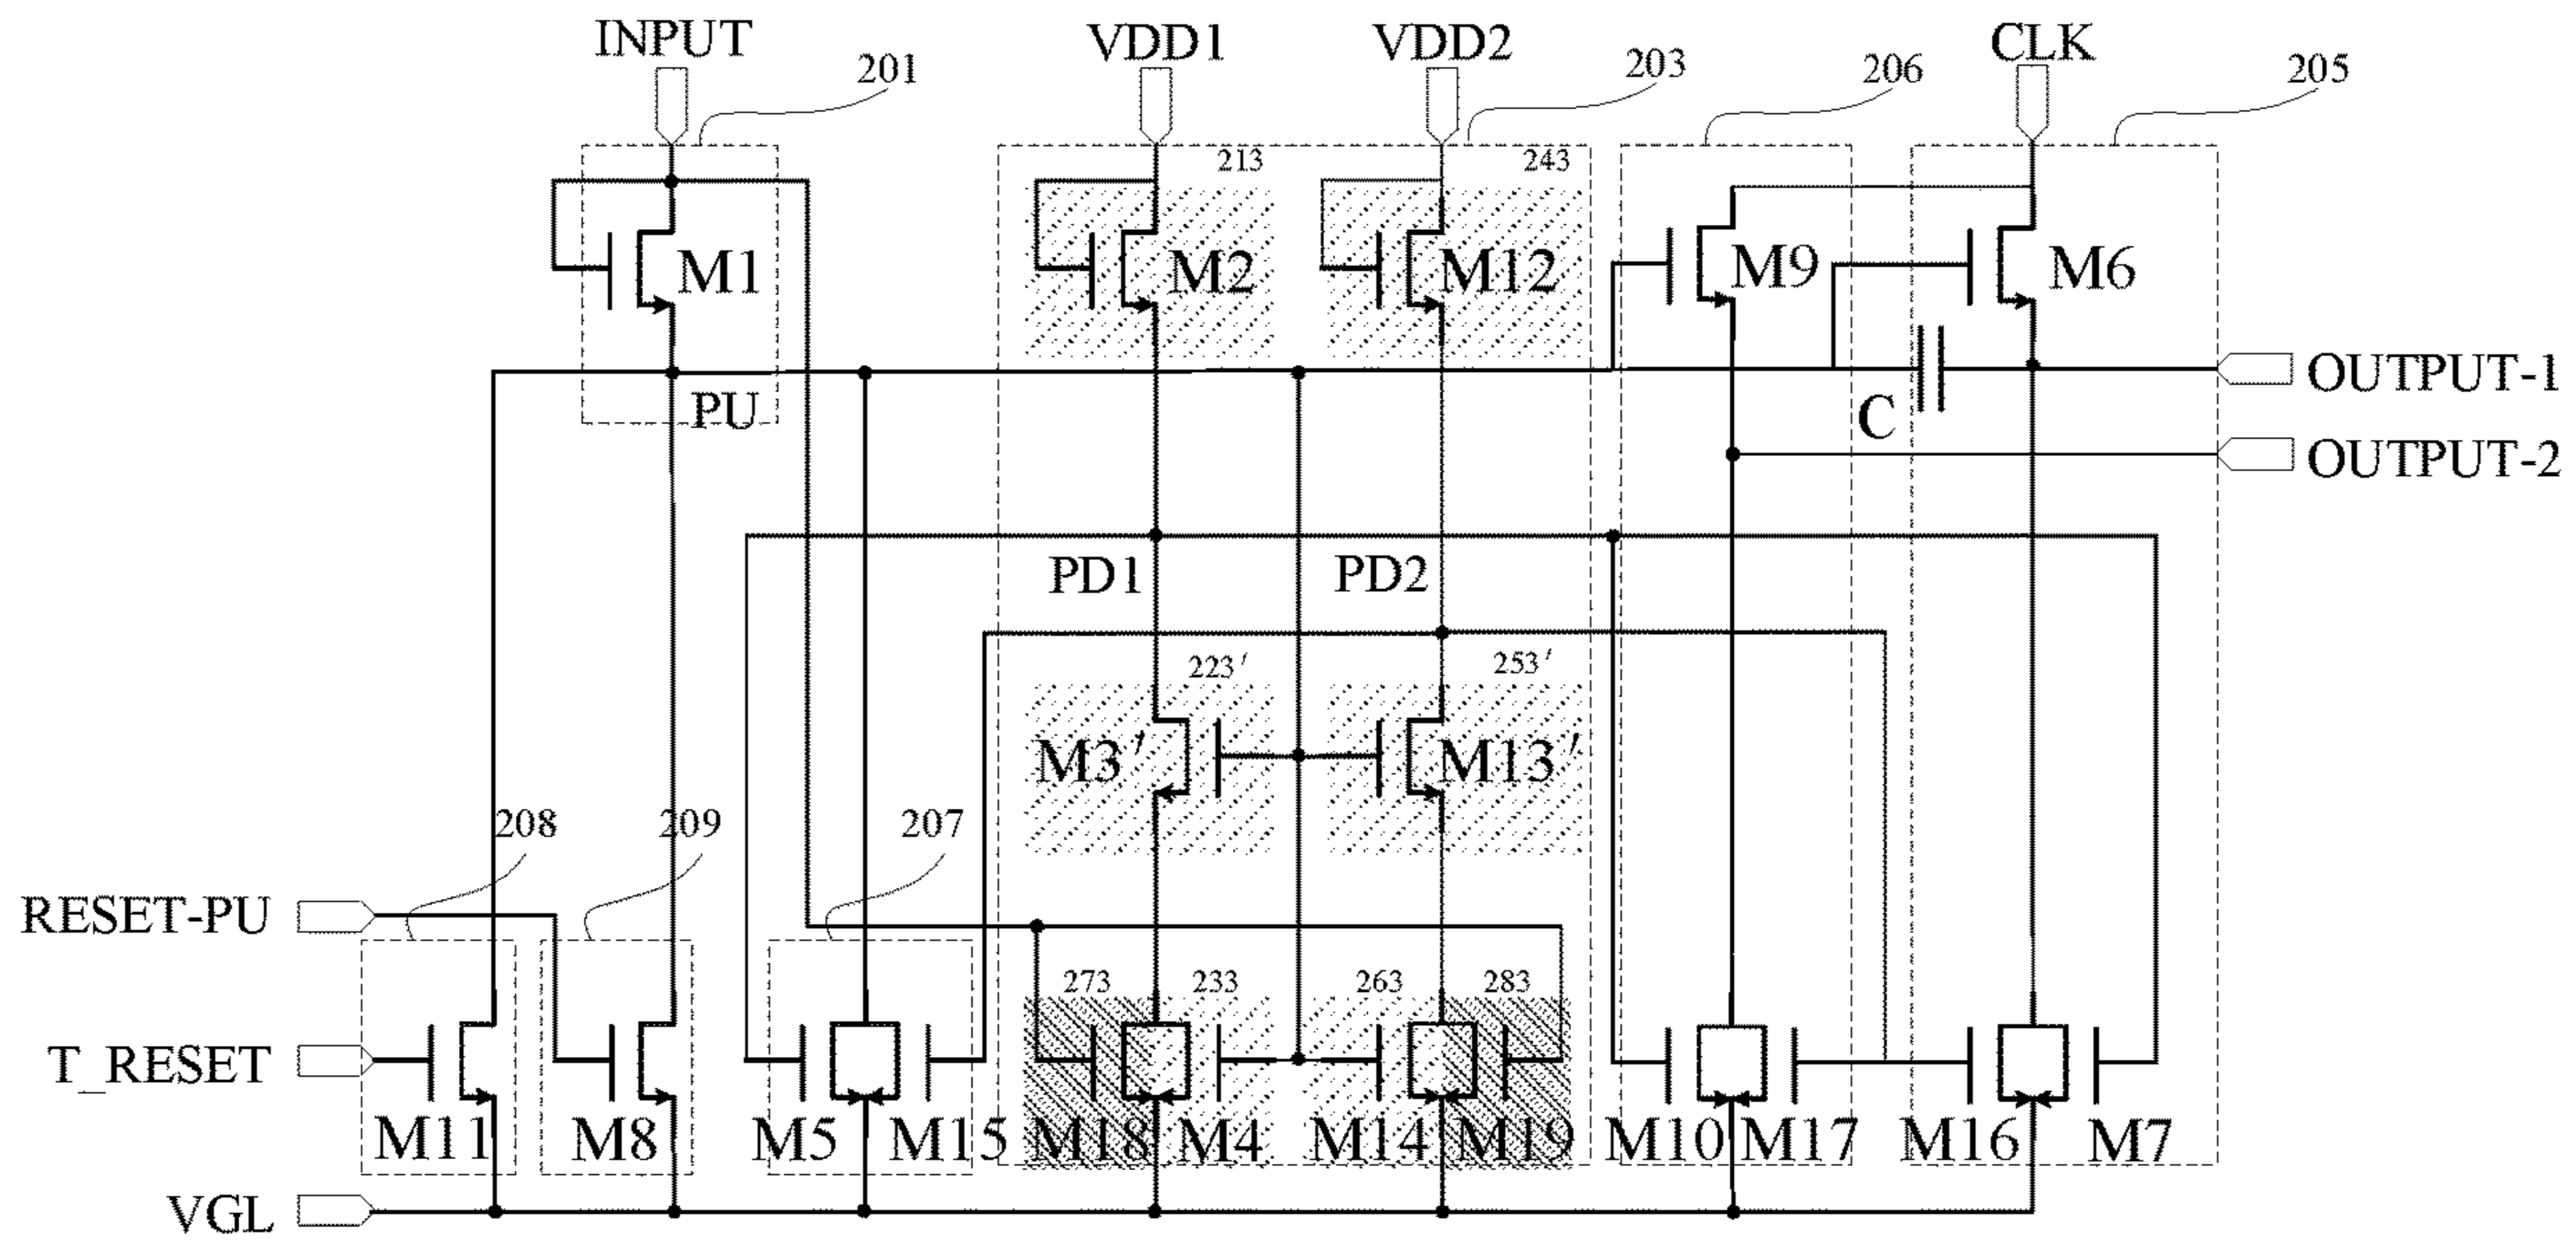 INPUT VDD1 VDD2 CLK
201 203 206 205
213 243
M1 M2 M12 M9 M6
OUTPUT-1
PU C
OUTPUT-2
PD1 PD2
223′ 253′
M3′ M13′
208 209 207
RESET-PU
273 233 263 283
T_RESET
M11 M8 M5 M15 M18 M4 M14 M19 M10 M17 M16 M7
VGL